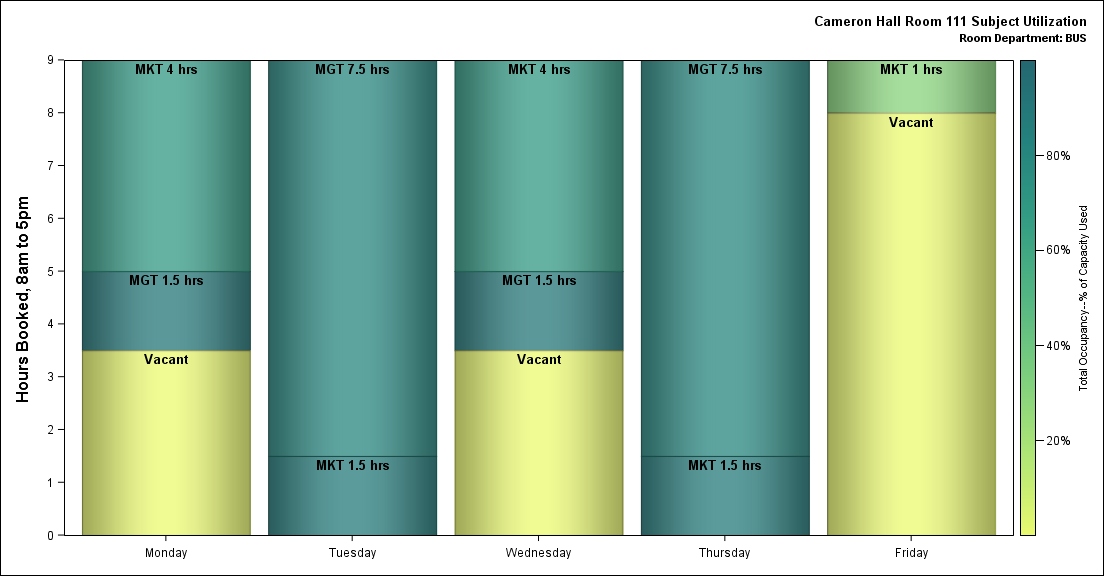 Cameron Hall Room 111 Subject Utilization
Room Department: BUS
Hours Booked, 8am to 5pm
9
8
7
6
5
4
3
2
1
0
MKT 4 hrs
MGT 1.5 hrs
Vacant
MGT 7.5 hrs
MKT 1.5 hrs
MKT 4 hrs
MGT 1.5 hrs
Vacant
MGT 7.5 hrs
MKT 1.5 hrs
MKT 1 hrs
Vacant
Monday
Tuesday
Wednesday
Thursday
Friday
80%
60%
40%
20%
Total Occupancy--% of Capacity Used